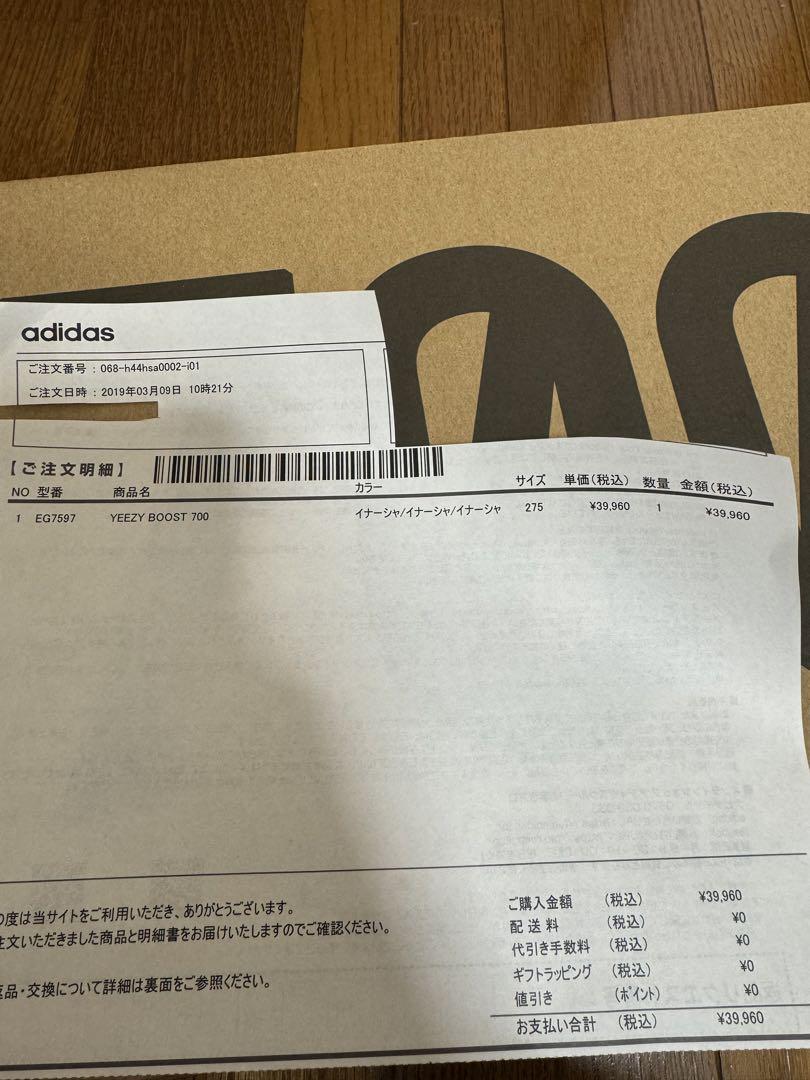 adidas
ご注文番号 : 068-h44hsa0002-i01
ご注文日時 : 2019年03月09日 10時21分
【ご注文明細】
NO 型番 商品名 カラー サイズ 単価(税込) 数量 金額(税込)
1 EG7597 YEEZY BOOST 700 イナーシャ/イナーシャ/イナーシャ 275 ¥39,960 1 ¥39,960
の度は当サイトをご利用いただき、ありがとうございます。
注文いただきました商品と明細書をお届けいたしますのでご確認ください。
返品・交換について詳細は裏面をご参照ください。
ご購入金額 (税込) ¥39,960
配送料 (税込) ¥0
代引き手数料 (税込) ¥0
ギフトラッピング (税込) ¥0
値引き (ポイント) ¥0
お支払い合計 (税込) ¥39,960